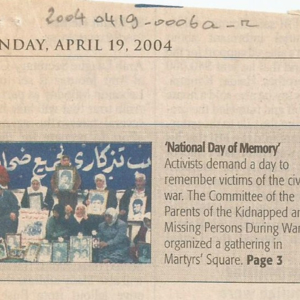 2004 0419-0006a-r
NDAY, APRIL 19, 2004
'National Day of Memory'
Activists demand a day to
remember victims of the civ
war. The Committee of the
Parents of the Kidnapped an
Missing Persons During War
organized a gathering in
Martyrs' Square. Page 3